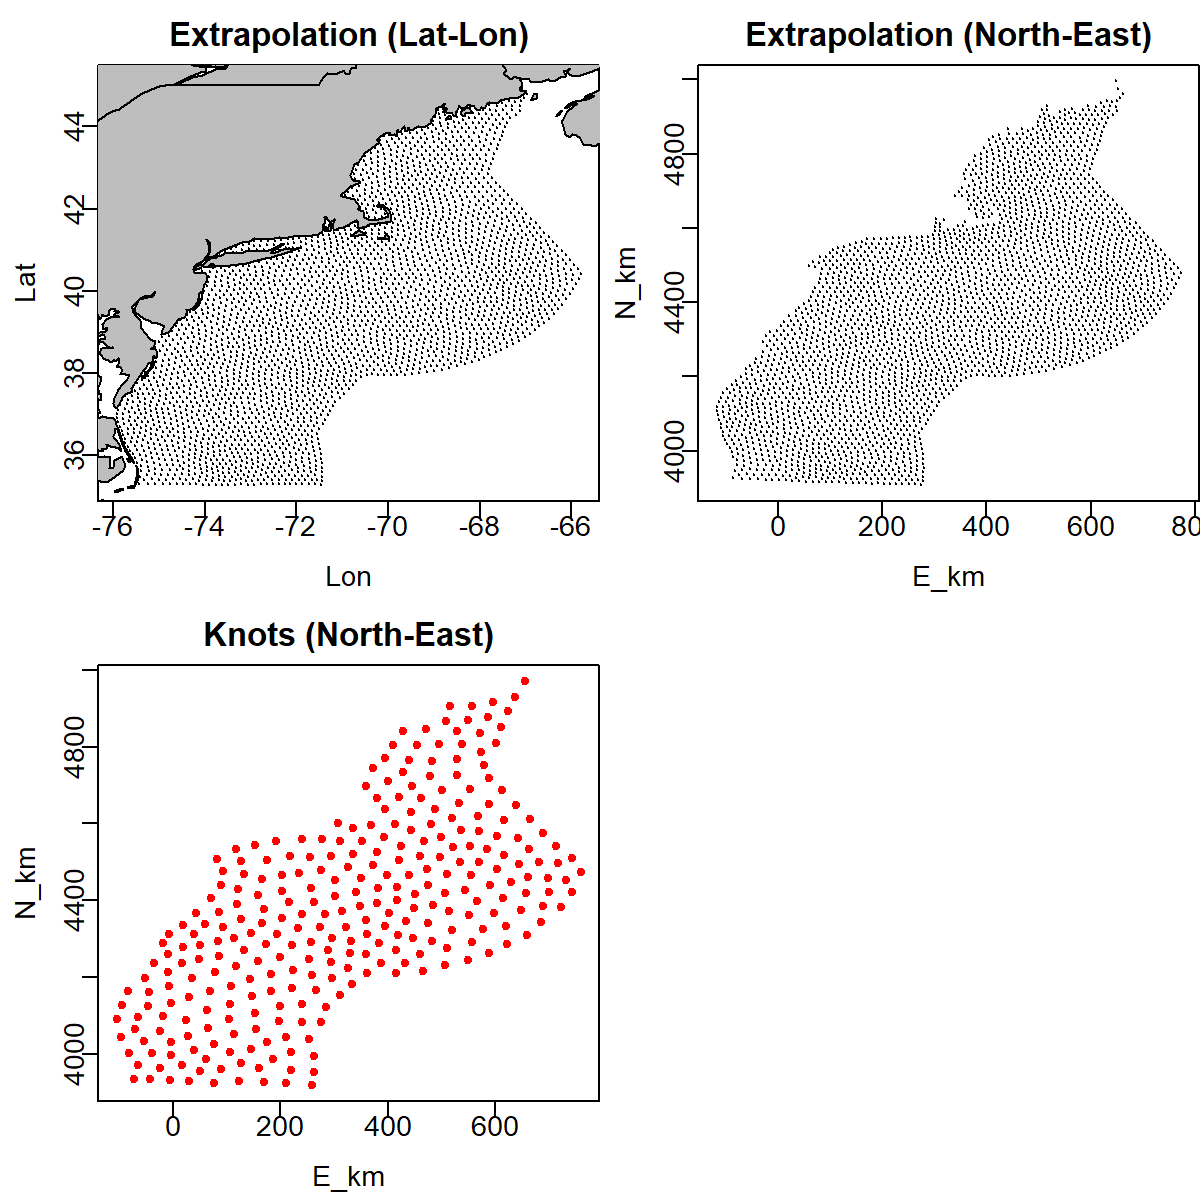 Extrapolation (Lat-Lon)
Lat
44
42
40
38
36
-76 -74 -72 -70 -68 -66
Lon
Extrapolation (North-East)
N_km
4800
4400
4000
0 200 400 600 80
E_km
Knots (North-East)
N_km
4800
4400
4000
0 200 400 600
E_km